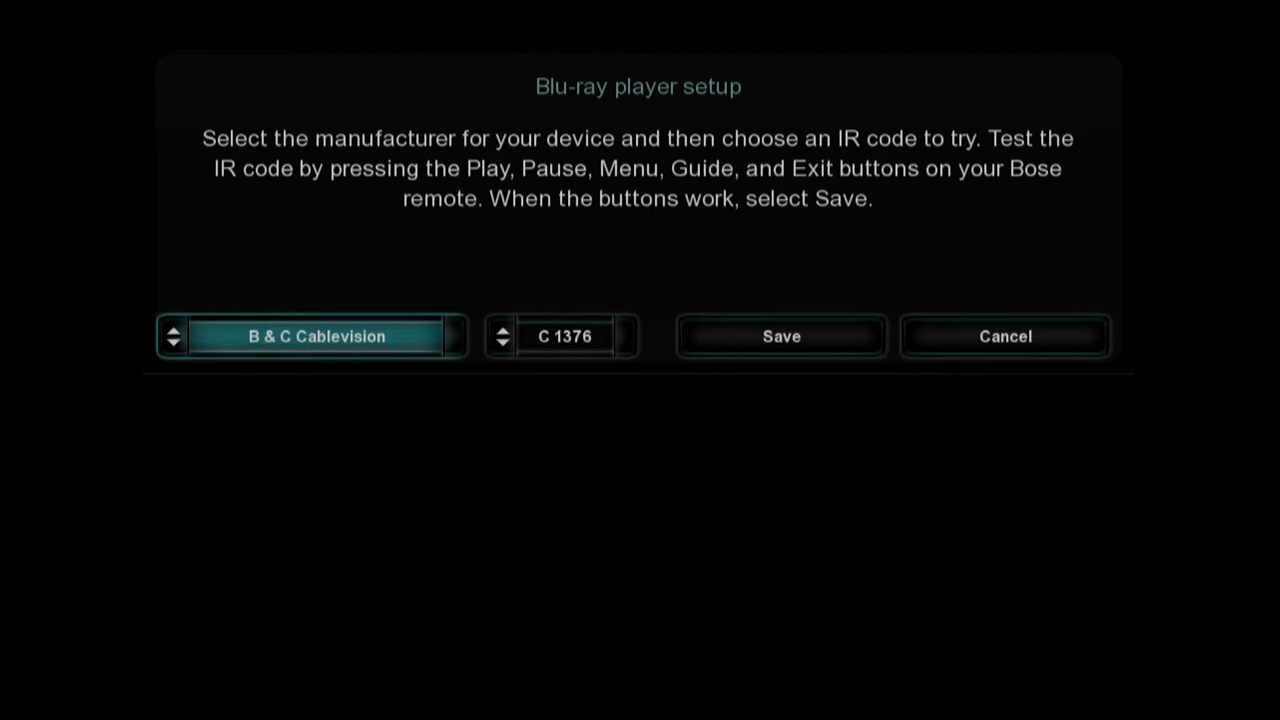 Blu-ray player setup
Select the manufacturer for your device and then choose an IR code to try. Test the
IR code by pressing the Play, Pause, Menu, Guide, and Exit buttons on your Bose
remote. When the buttons work, select Save.
B & C Cablevision
C 1376
Save
Cancel